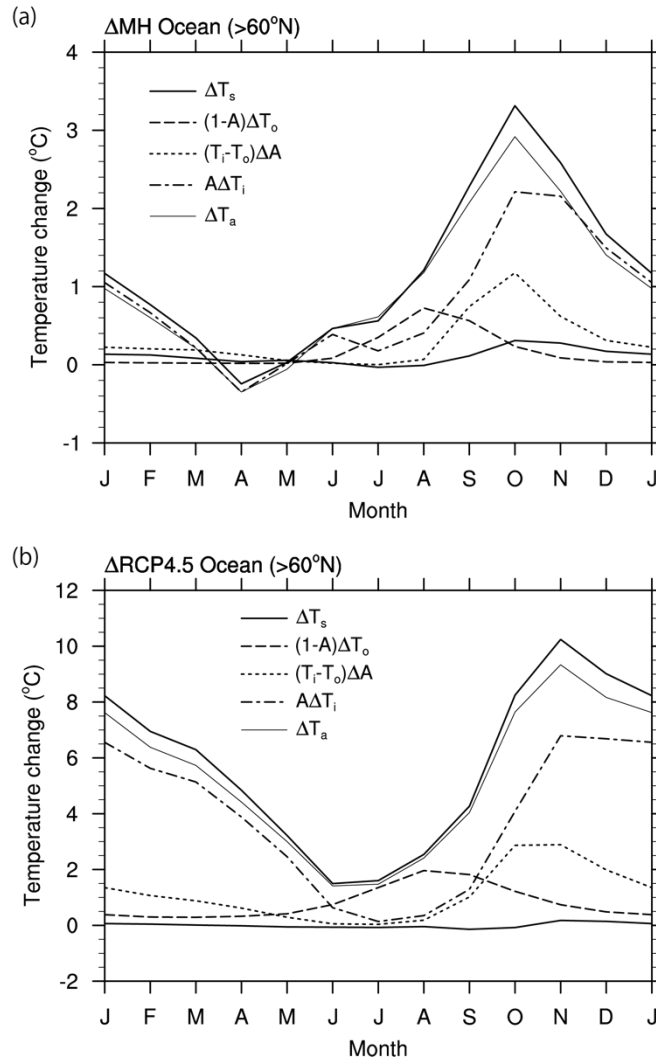 (a)
ΔMH Ocean (>60°N)
4
3
2
1
0
-1
Temperature change (°C)
ΔTs
(1-A)ΔTo
(Ti-To)ΔA
AΔTi
ΔTa
J F M A M J J A S O N D J
Month
(b)
ΔRCP4.5 Ocean (>60°N)
12
10
8
6
4
2
0
-2
Temperature change (°C)
ΔTs
(1-A)ΔTo
(Ti-To)ΔA
AΔTi
ΔTa
J F M A M J J A S O N D J
Month